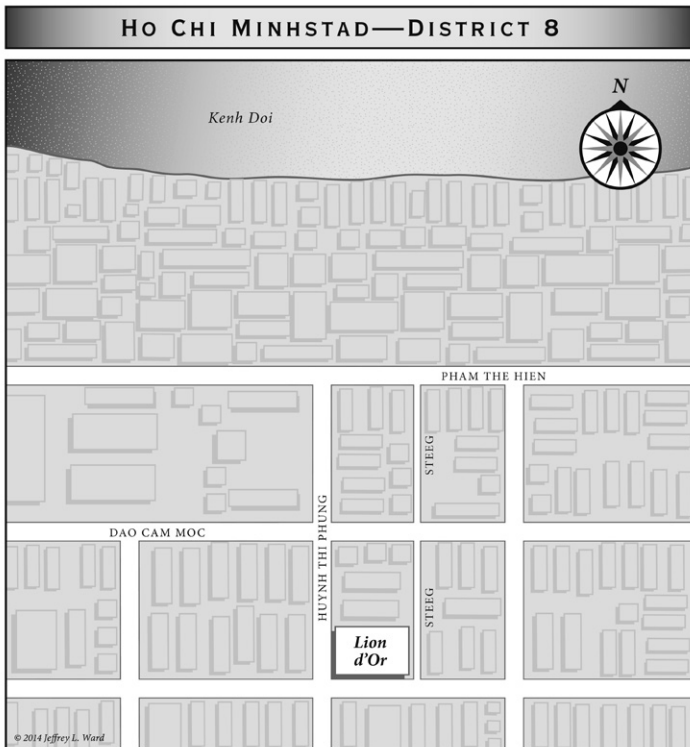 HO CHI MINHSTAD—DISTRICT 8
N
Kenh Doi
PHAM THE HIEN
STEEG
HUYNH THI PHUNG
DAO CAM MOC
STEEG
Lion
d'Or
© 2014 Jeffrey L. Ward